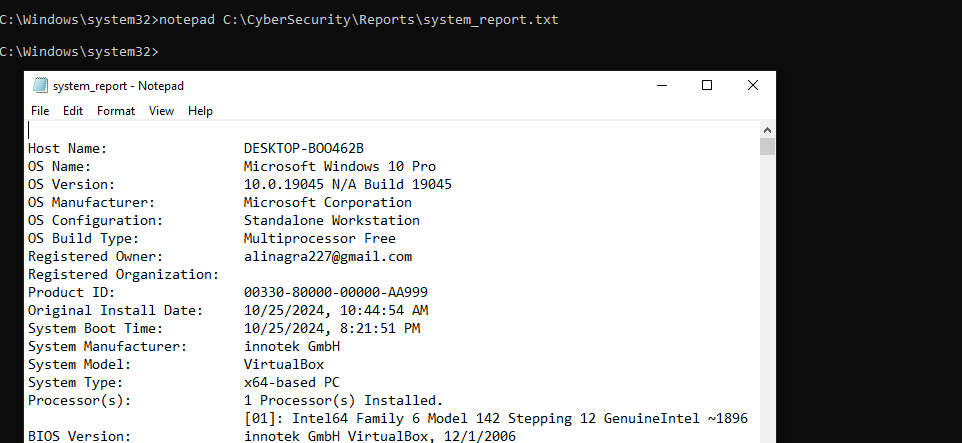 C:\Windows\system32>notepad C:\CyberSecurity\Reports\system_report.txt
C:\Windows\system32>
system_report - Notepad
File Edit Format View Help
Host Name: DESKTOP-BOO462B
OS Name: Microsoft Windows 10 Pro
OS Version: 10.0.19045 N/A Build 19045
OS Manufacturer: Microsoft Corporation
OS Configuration: Standalone Workstation
OS Build Type: Multiprocessor Free
Registered Owner: alinagra227@gmail.com
Registered Organization:
Product ID: 00330-80000-00000-AA999
Original Install Date: 10/25/2024, 10:44:54 AM
System Boot Time: 10/25/2024, 8:21:51 PM
System Manufacturer: innotek GmbH
System Model: VirtualBox
System Type: x64-based PC
Processor(s): 1 Processor(s) Installed.
[01]: Intel64 Family 6 Model 142 Stepping 12 GenuineIntel ~1896
BIOS Version: innotek GmbH VirtualBox, 12/1/2006